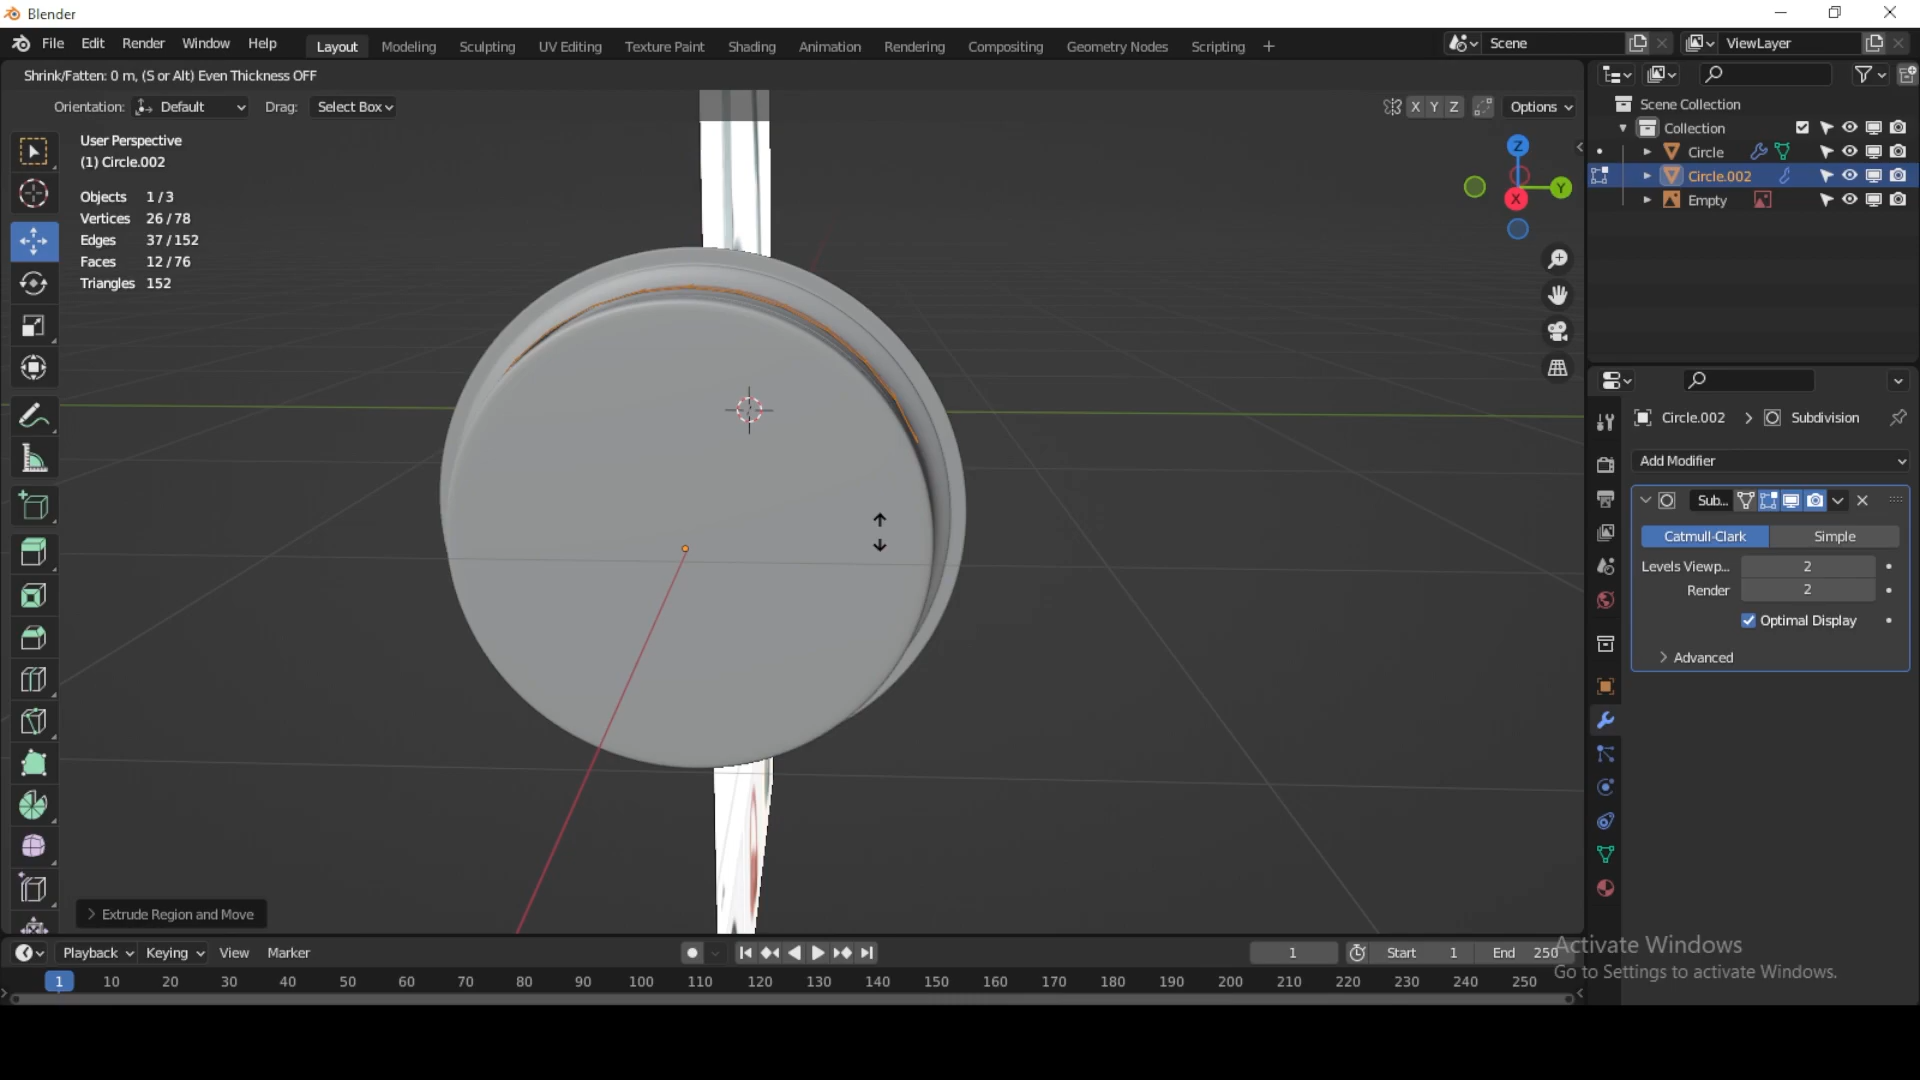 Blender
File Edit Render Window Help Layout Modeling Sculpting UV Editing Texture Paint Shading Animation Rendering Compositing Geometry Nodes Scripting + Scene ViewLayer
Shrink/Fatten: 0 m, (S or Alt) Even Thickness OFF
Orientation: Default Drag: Select Box X Y Z Options
User Perspective
(1) Circle.002
Objects 1/3
Vertices 26/78
Edges 37/152
Faces 12/76
Triangles 152
Z
Y
X
Scene Collection
Collection
Circle
Circle.002
Empty
Circle.002 > Subdivision
Add Modifier
Sub...
Catmull-Clark Simple
Levels Viewp... 2
Render 2
Optimal Display
Advanced
Extrude Region and Move
Playback Keying View Marker 1 Start 1 End 250
1 10 20 30 40 50 60 70 80 90 100 110 120 130 140 150 160 170 180 190 200 210 220 230 240 250
Activate Windows
Go to Settings to activate Windows.